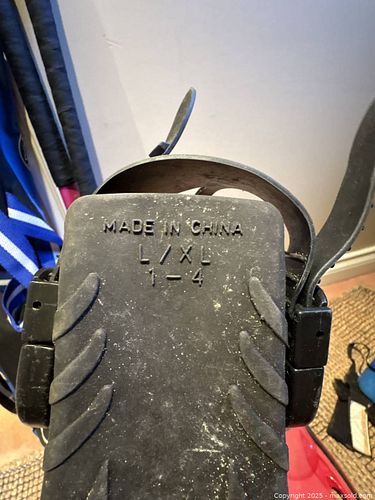 MADE IN CHINA
L/XL
1-4
Copyright 2025 - maxsold.com